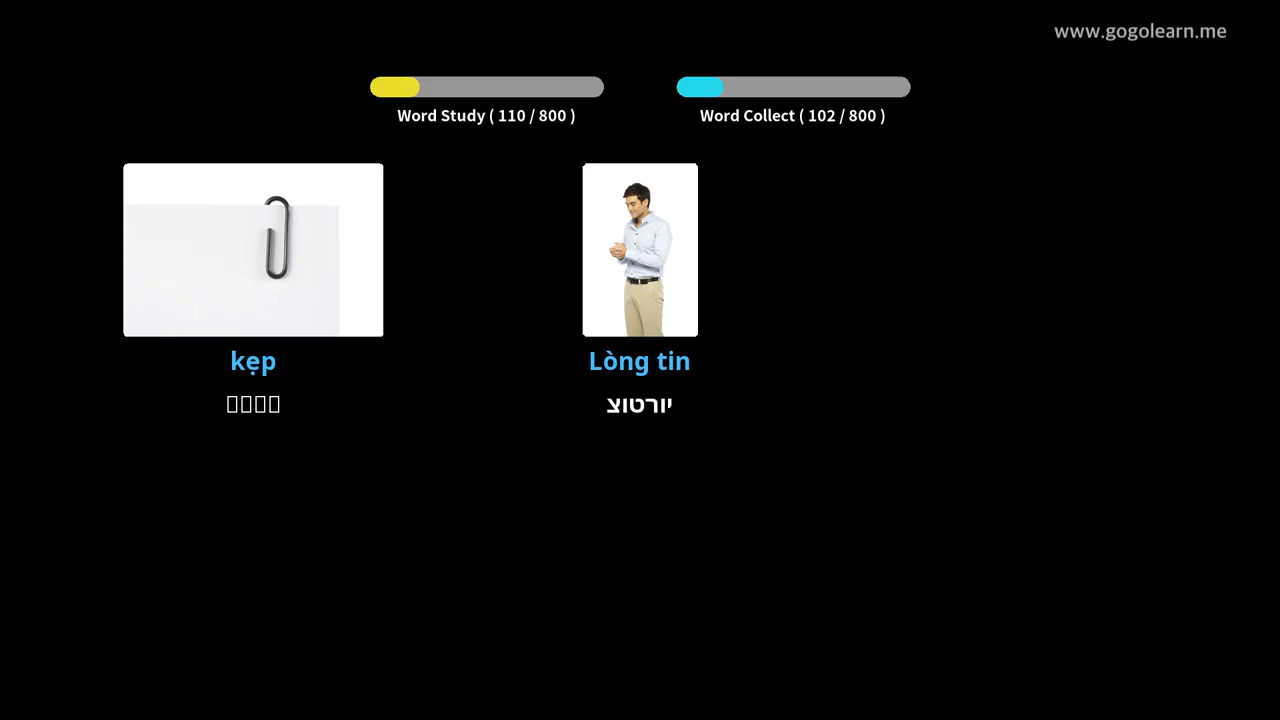 www.gogolearn.me
Word Study ( 110 / 800 )
Word Collect ( 102 / 800 )
kẹp
Lòng tin
יורטוצ